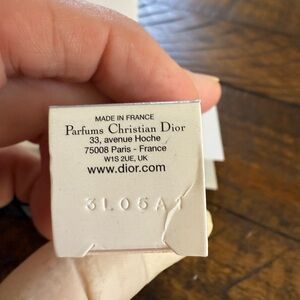 MADE IN FRANCE
Parfums Christian Dior
33, avenue Hoche
75008 Paris - France
W1S 2UE, UK
www.dior.com
3L05A1